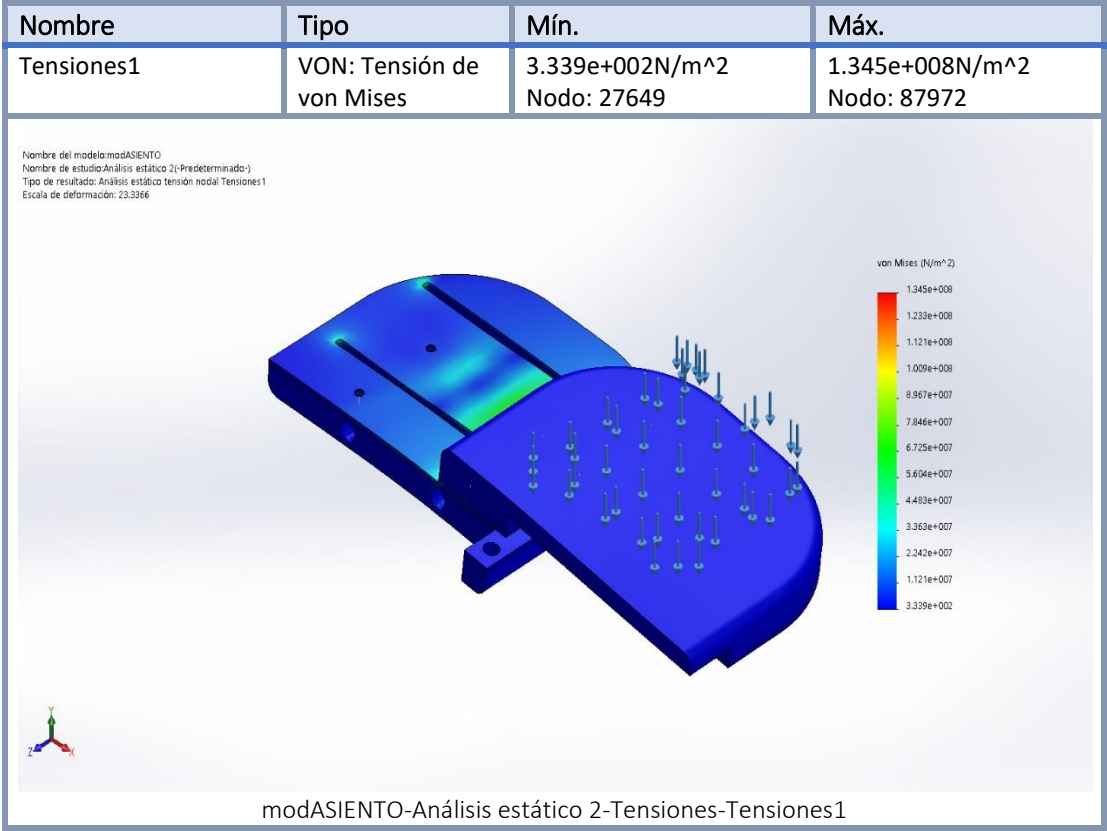 Nombre Tipo Mín. Máx.
Tensiones1 VON: Tensión de von Mises 3.339e+002N/m^2 Nodo: 27649 1.345e+008N/m^2 Nodo: 87972
Nombre del modelo:modASIENTO
Nombre de estudio:Análisis estático 2(-Predeterminado-)
Tipo de resultado: Análisis estático tensión nodal Tensiones1
Escala de deformación: 23.3366
von Mises (N/m^2)
1.345e+008
1.233e+008
1.121e+008
1.009e+008
8.967e+007
7.846e+007
6.725e+007
5.604e+007
4.483e+007
3.363e+007
2.242e+007
1.121e+007
3.339e+002
Y
Z
X
modASIENTO-Análisis estático 2-Tensiones-Tensiones1